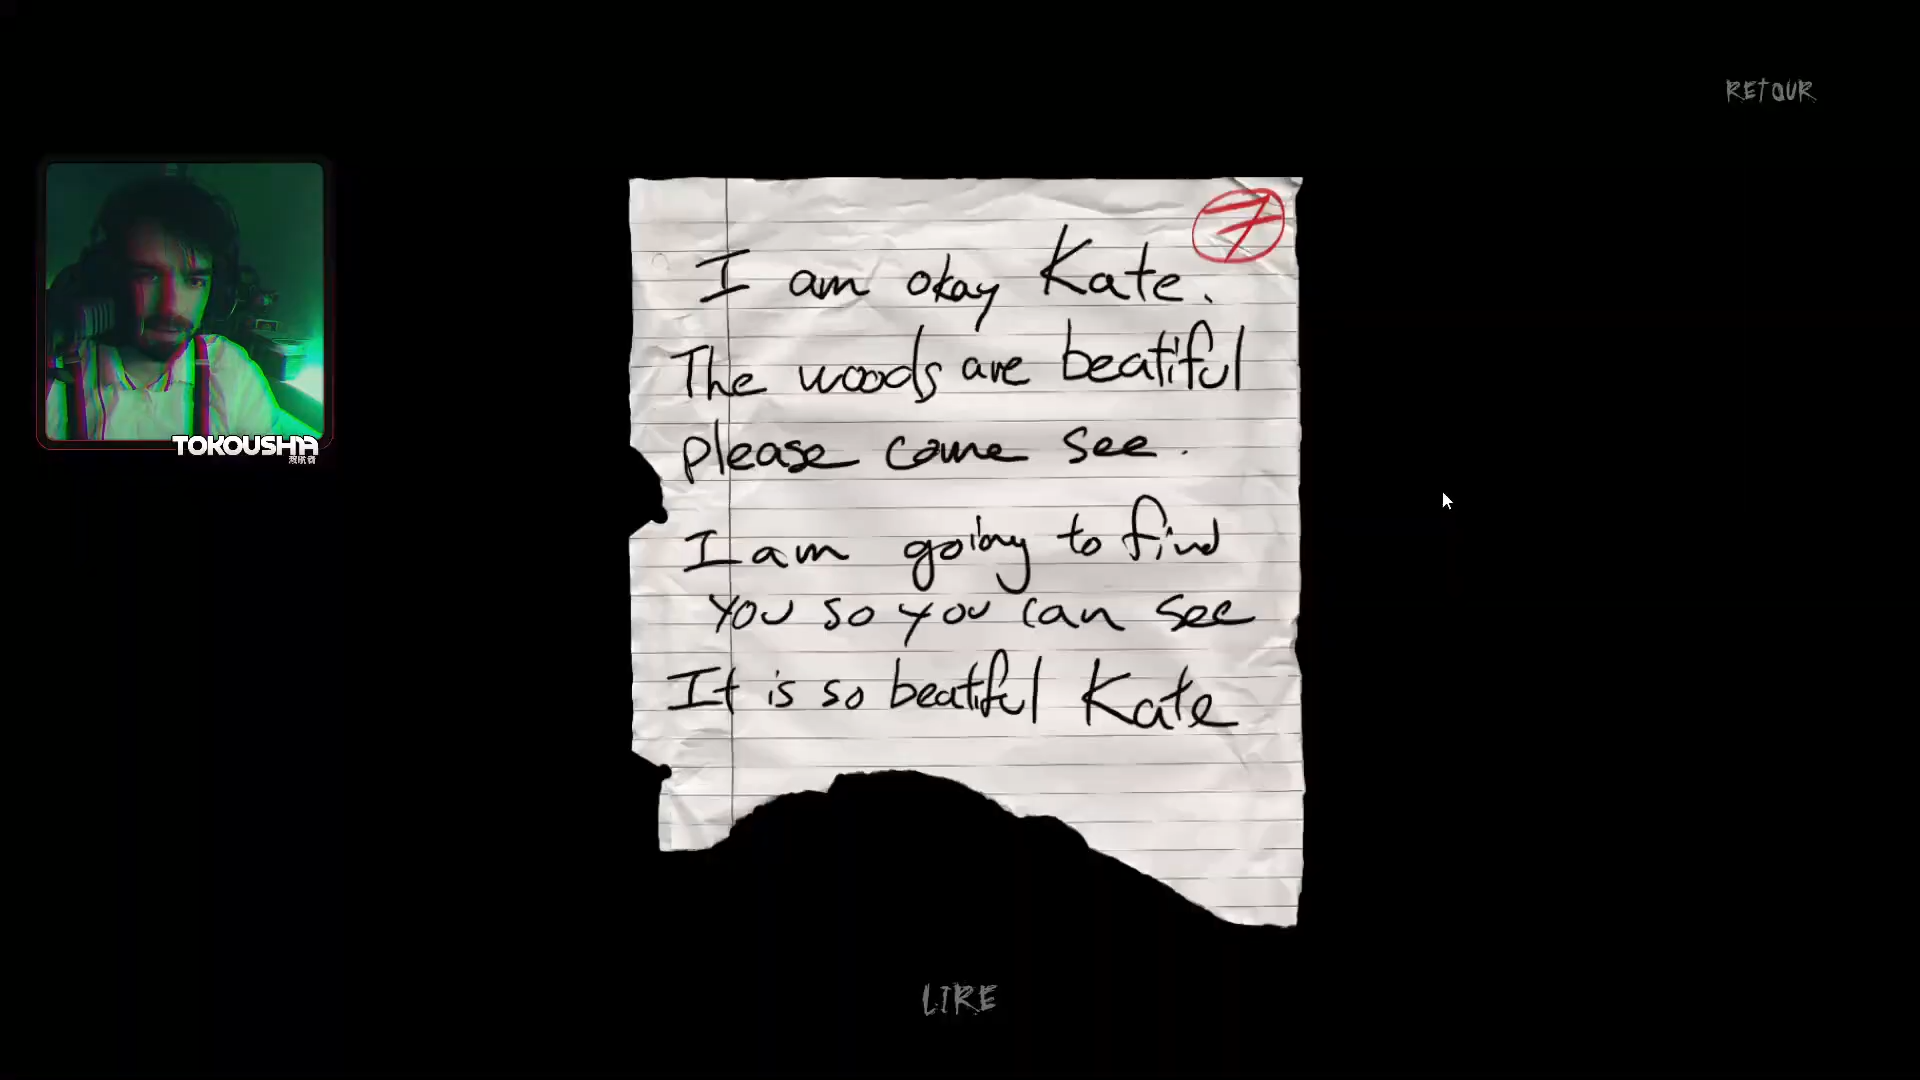 RETOUR
7
I am okay Kate.
The woods are beatiful
please come see.
I am going to find
you so you can see
It is so beatiful Kate
TOKOUSHA
LIRE